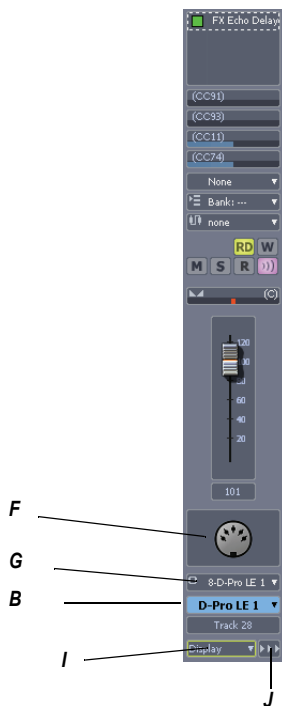 FX Echo Delay
(CC91)
(CC93)
(CC11)
(CC74)
None
Bank: ---
none
RD W
M S R
(C)
120
100
80
60
40
20
101
F
G
8-D-Pro LE 1
B
D-Pro LE 1
Track 28
I
Display
J